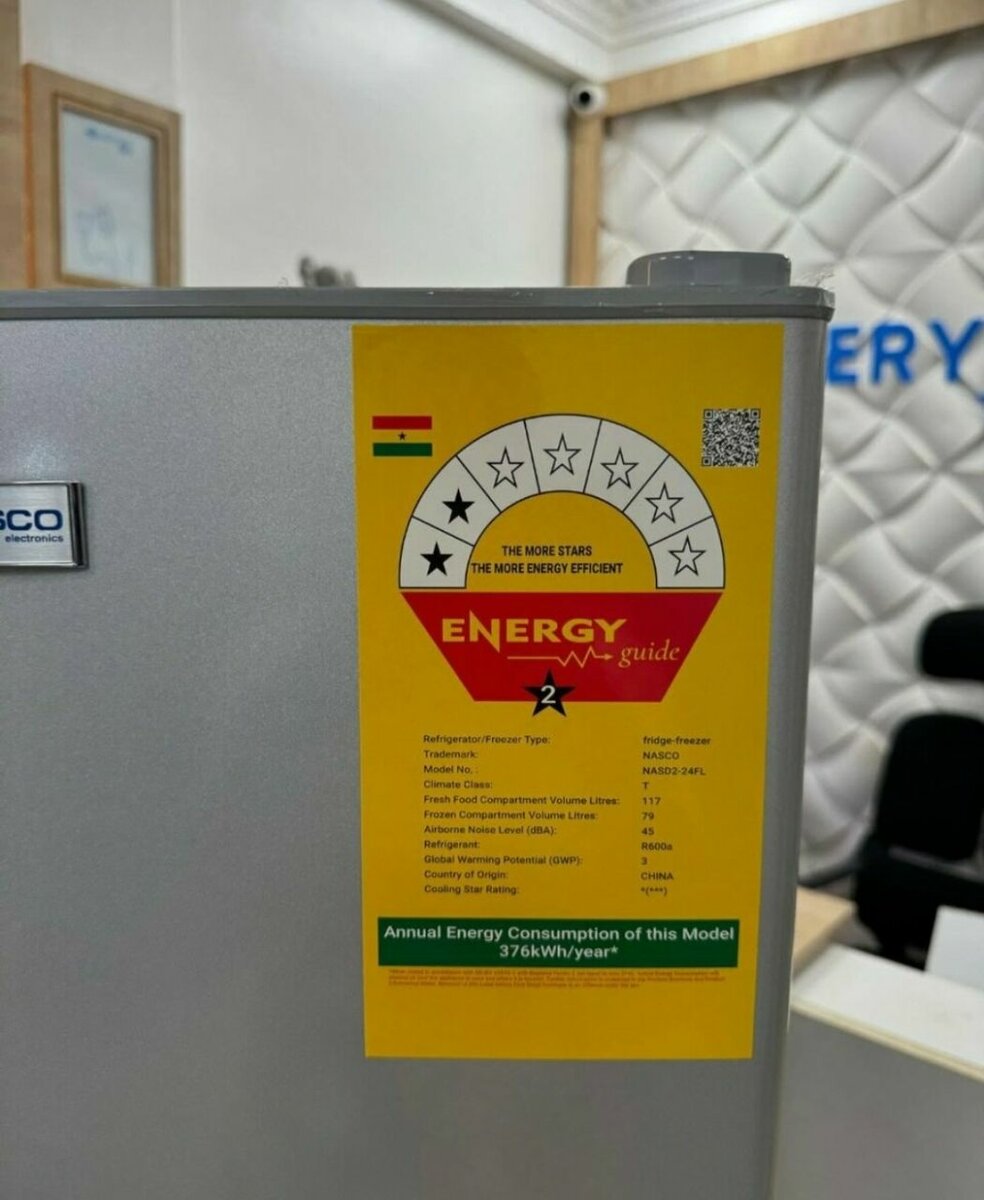 SCO
electronics
ERY
THE MORE STARS
THE MORE ENERGY EFFICIENT
ENERGY
guide
2
Refrigerator/Freezer Type: fridge-freezer
Trademark: NASCO
Model No. : NASD2-24FL
Climate Class: T
Fresh Food Compartment Volume Litres: 117
Frozen Compartment Volume Litres: 79
Airborne Noise Level (dBA): 45
Refrigerant: R600a
Global Warming Potential (GWP): 3
Country of Origin: CHINA
Cooling Star Rating: *(***)
Annual Energy Consumption of this Model
376kWh/year*